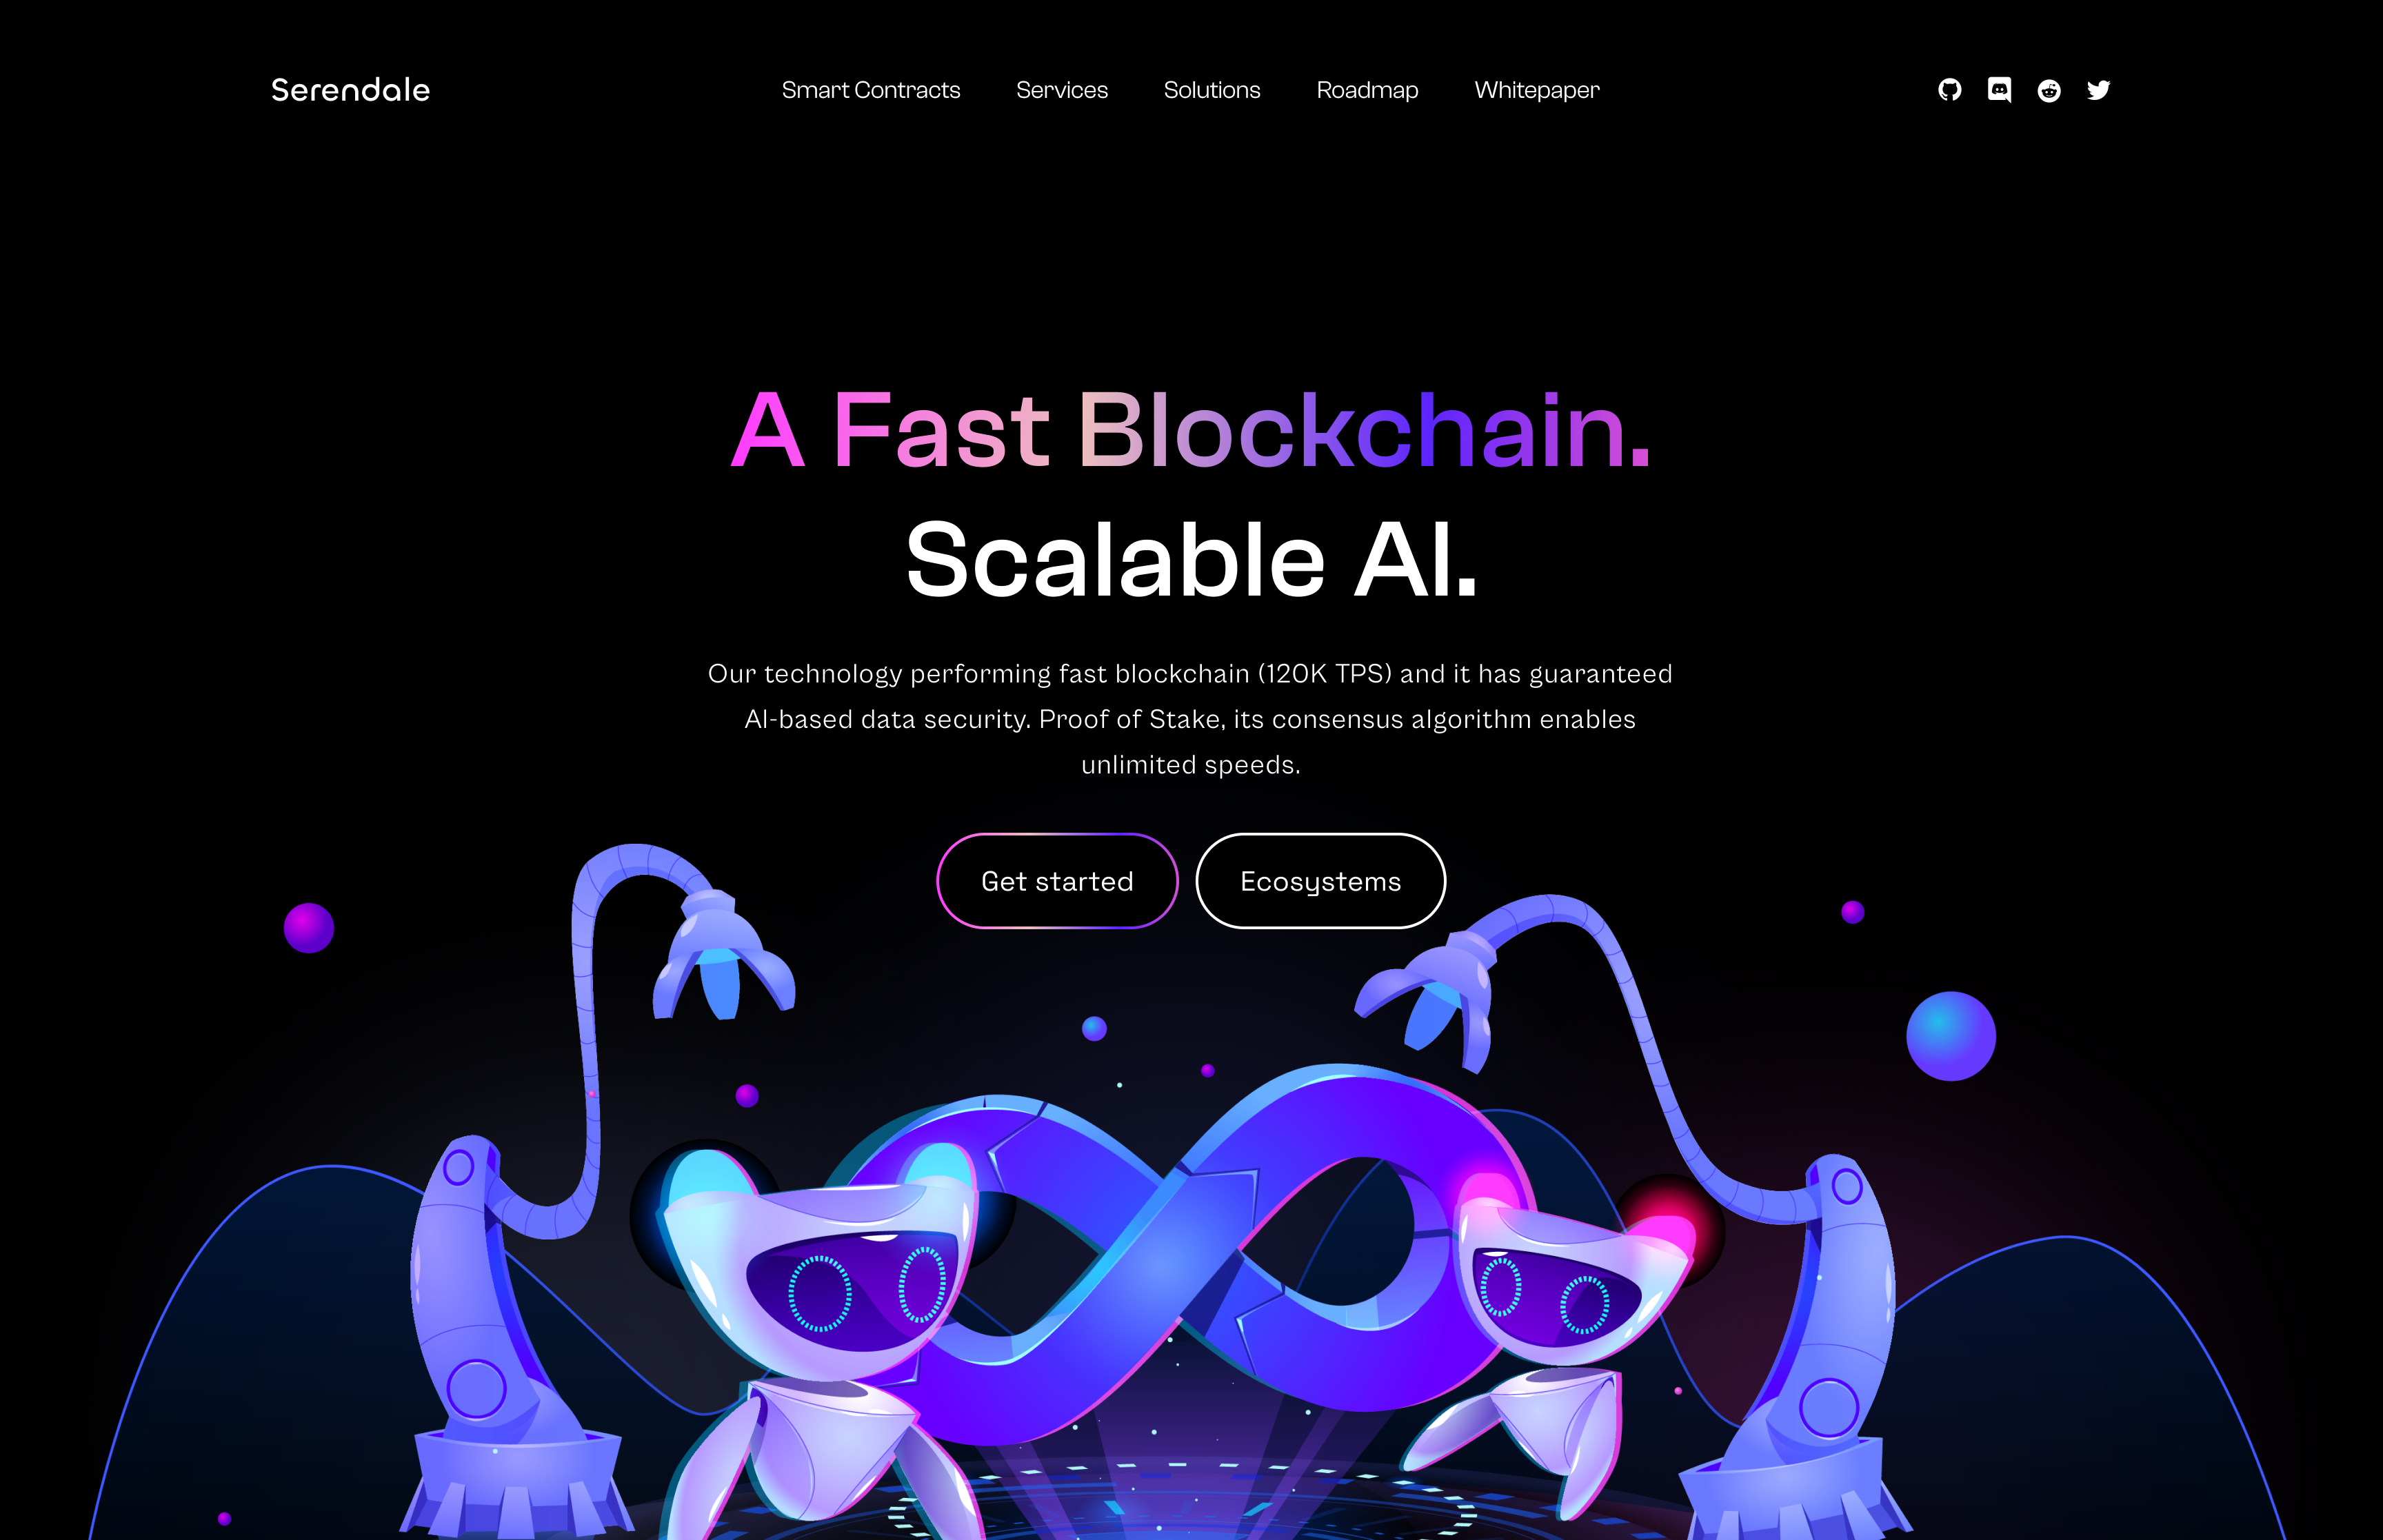 Serendale
Smart Contracts
Services
Solutions
Roadmap
Whitepaper
A Fast Blockchain.
Scalable AI.
Our technology performing fast blockchain (120K TPS) and it has guaranteed
AI-based data security. Proof of Stake, its consensus algorithm enables
unlimited speeds.
Get started
Ecosystems